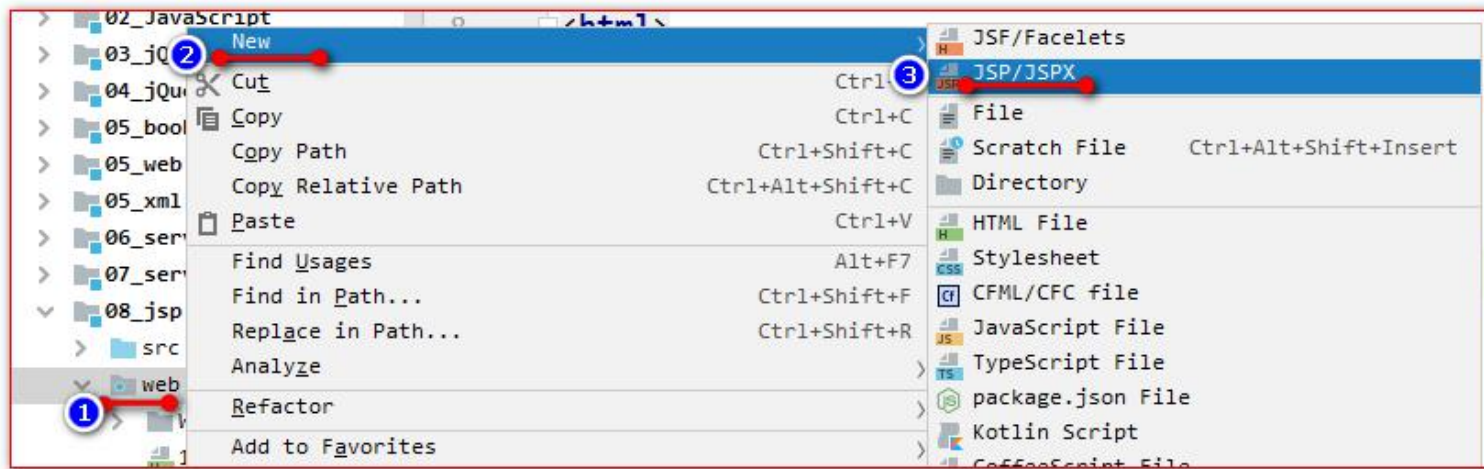 02_JavaScript
<html>
03_jQ
04_jQu
05_book
05_web
05_xml
06_serv
07_serv
08_jsp
src
web
1
2
New
Cut Ctrl+
Copy Ctrl+C
Copy Path Ctrl+Shift+C
Copy Relative Path Ctrl+Alt+Shift+C
Paste Ctrl+V
Find Usages Alt+F7
Find in Path... Ctrl+Shift+F
Replace in Path... Ctrl+Shift+R
Analyze
Refactor
Add to Favorites
3
JSF/Facelets
JSP/JSPX
File
Scratch File Ctrl+Alt+Shift+Insert
Directory
HTML File
Stylesheet
CFML/CFC file
JavaScript File
TypeScript File
package.json File
Kotlin Script
CoffeeScript File